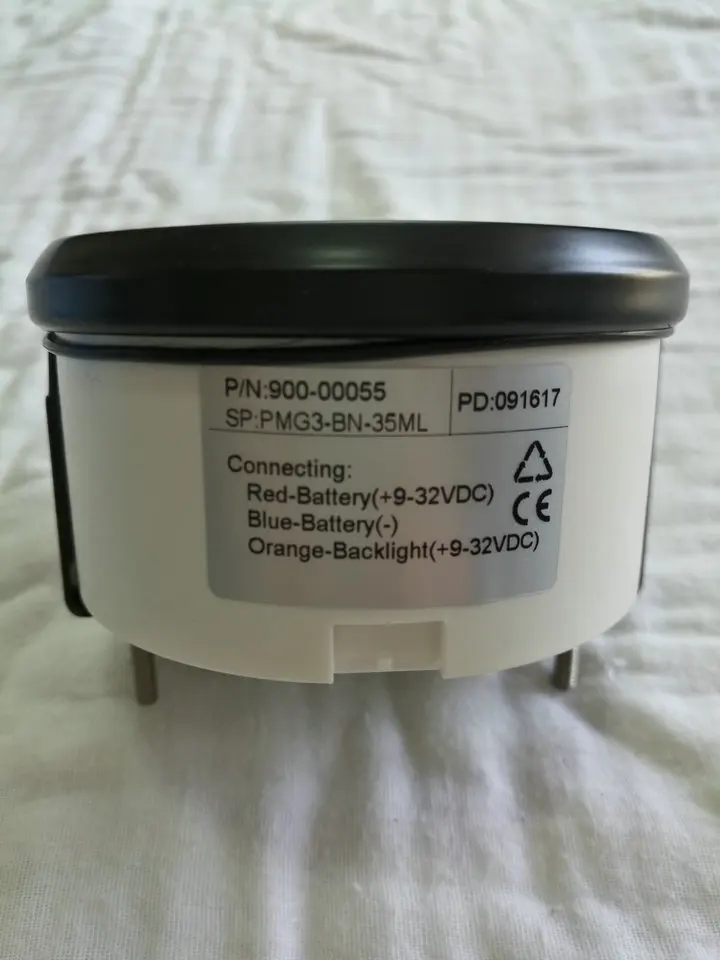 P/N:900-00055
SP:PMG3-BN-35ML
PD:091617
Connecting:
Red-Battery(+9-32VDC)
Blue-Battery(-)
Orange-Backlight(+9-32VDC)
CE